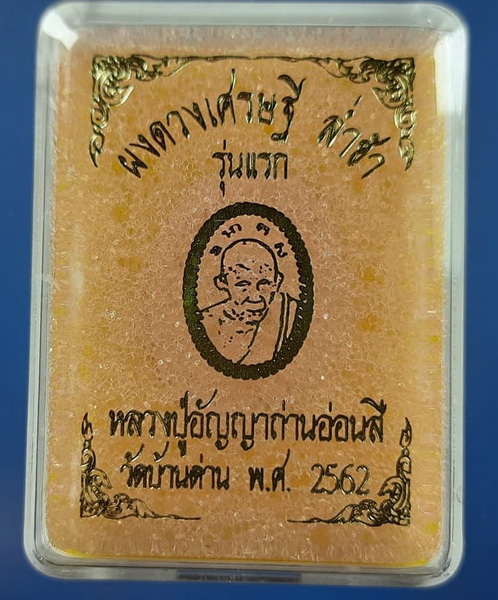 ผงดวงเศรษฐี ล่ำซำ
รุ่นแรก
หลวงปู่อัญญาถ่านอ่อนสี
วัดบ้านด่าน พ.ศ. 2562